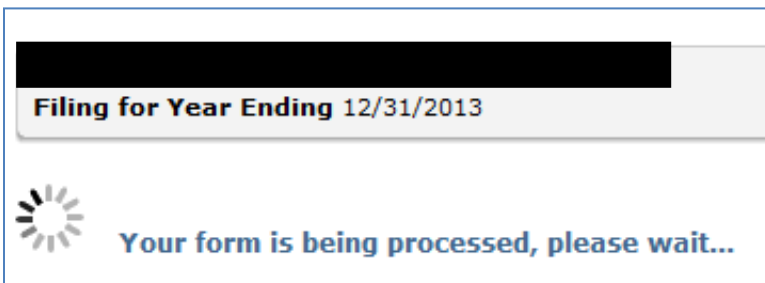 Filing for Year Ending 12/31/2013
Your form is being processed, please wait...